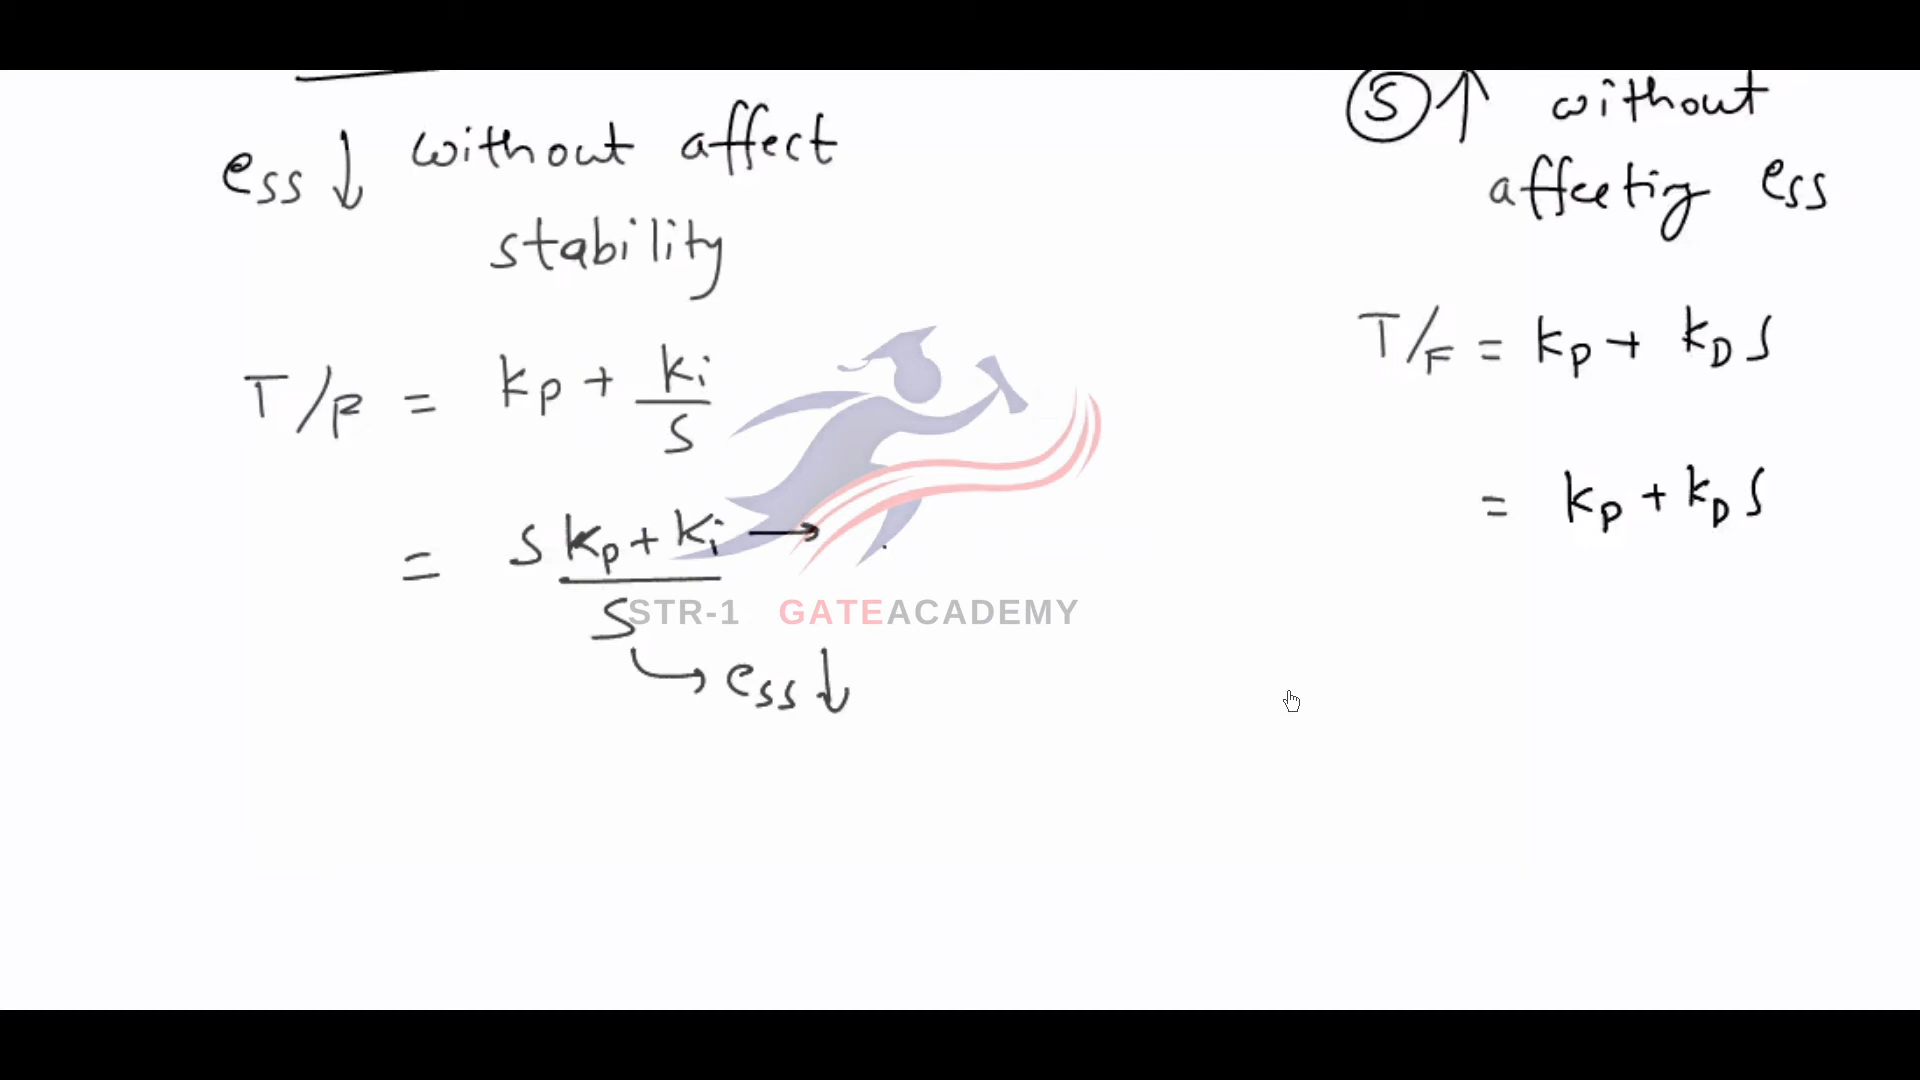 ess ↓ without affect
stability
T/F = kp + ki/s
= s kp + ki →
s
→ ess ↓
Ⓢ ↑ without
affecting ess
T/F = kp + kD s
= kp + kD s
STR-1 GATEACADEMY